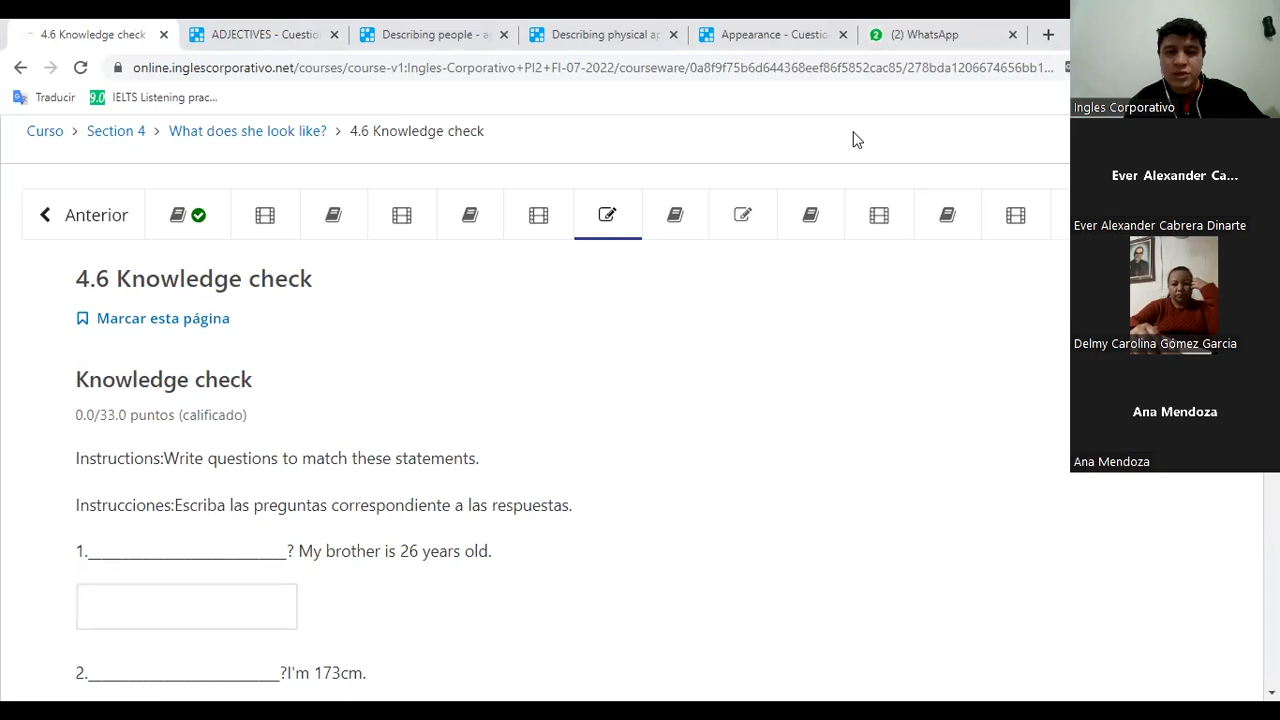 4.6 Knowledge check
ADJECTIVES - Cuestio
Describing people - a
Describing physical a
Appearance - Cuestio
(2) WhatsApp
online.inglescorporativo.net/courses/course-v1:Ingles-Corporativo+PI2+FI-07-2022/courseware/0a8f9f75b6d644368eef86f5852cac85/278bda1206674656bb1...
Traducir
9.0 IELTS Listening prac...
Curso > Section 4 > What does she look like? > 4.6 Knowledge check
Anterior
4.6 Knowledge check
Marcar esta página
Knowledge check
0.0/33.0 puntos (calificado)
Instructions:Write questions to match these statements.
Instrucciones:Escriba las preguntas correspondiente a las respuestas.
1.______________________? My brother is 26 years old.
2._____________________?I'm 173cm.
Ingles Corporativo
Ever Alexander Ca...
Ever Alexander Cabrera Dinarte
Delmy Carolina Gómez Garcia
Ana Mendoza
Ana Mendoza